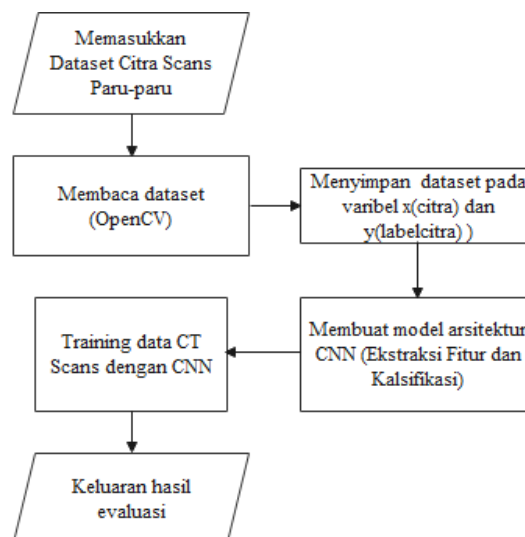 Memasukkan
Dataset Citra Scans
Paru-paru
Membaca dataset
(OpenCV)
Menyimpan dataset pada
varibel x(citra) dan
y(labelcitra) )
Membuat model arsitektur
CNN (Ekstraksi Fitur dan
Kalsifikasi)
Training data CT
Scans dengan CNN
Keluaran hasil
evaluasi